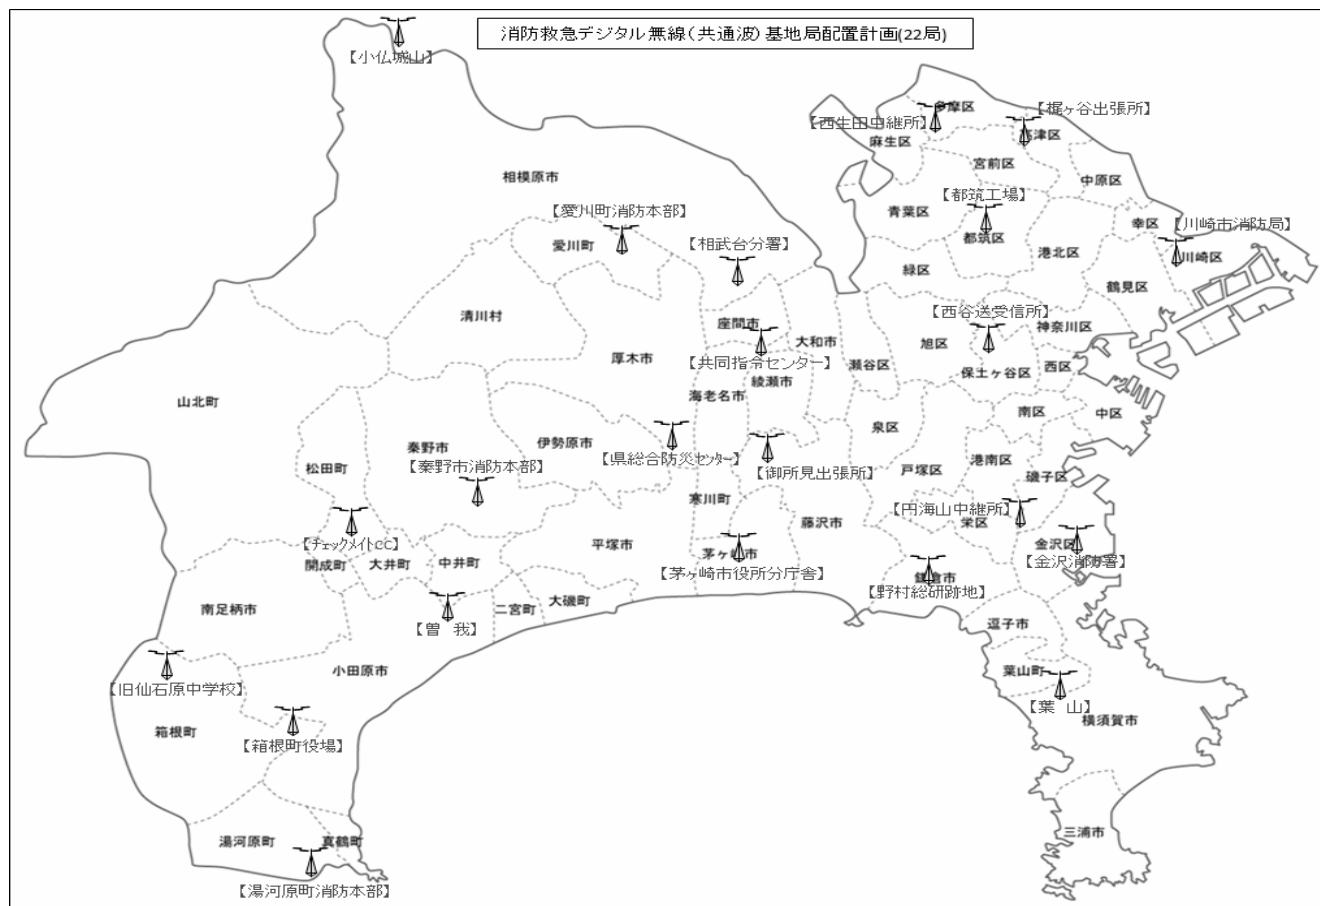 消防救急デジタル無線（共通波）基地局配置計画(22局)
【小仏城山】
多摩区
【梶ヶ谷出張所】
【西生田中継所】
高津区
麻生区
宮前区
相模原市
中原区
【都筑工場】
【愛川町消防本部】
青葉区
幸区
【川崎市消防局】
愛川町
【相武台分署】
都筑区
港北区
川崎区
緑区
鶴見区
清川村
【西谷送受信所】
座間市
神奈川区
大和市
旭区
厚木市
【共同指令センター】
瀬谷区
保土ヶ谷区
西区
綾瀬市
海老名市
山北町
南区
中区
泉区
秦野市
伊勢原市
【県総合防災センター】
松田町
【秦野市消防本部】
【御所見出張所】
戸塚区
港南区
磯子区
寒川町
【円海山中継所】
藤沢市
栄区
【チェックメイトCC】
平塚市
茅ヶ崎市
金沢区
開成町
大井町
中井町
【茅ヶ崎市役所分庁舎】
【金沢消防署】
鎌倉市
【野村総研跡地】
南足柄市
大磯町
二宮町
【曽　我】
逗子市
小田原市
葉山町
【旧仙石原中学校】
【葉　山】
横須賀市
箱根町
【箱根町役場】
湯河原町
真鶴町
三浦市
【湯河原町消防本部】